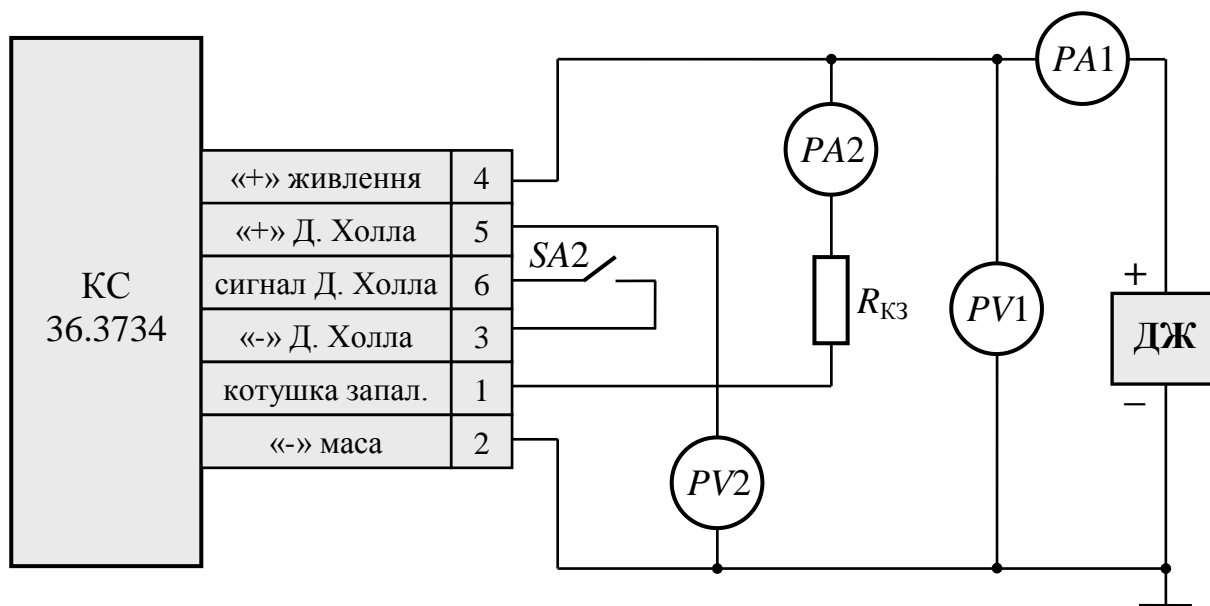 PA1
PA2
«+» живлення 4
«+» Д. Холла 5
SA2
сигнал Д. Холла 6
КС
36.3734
RКЗ
PV1
+
ДЖ
«-» Д. Холла 3
котушка запал. 1
–
«-» маса 2
PV2